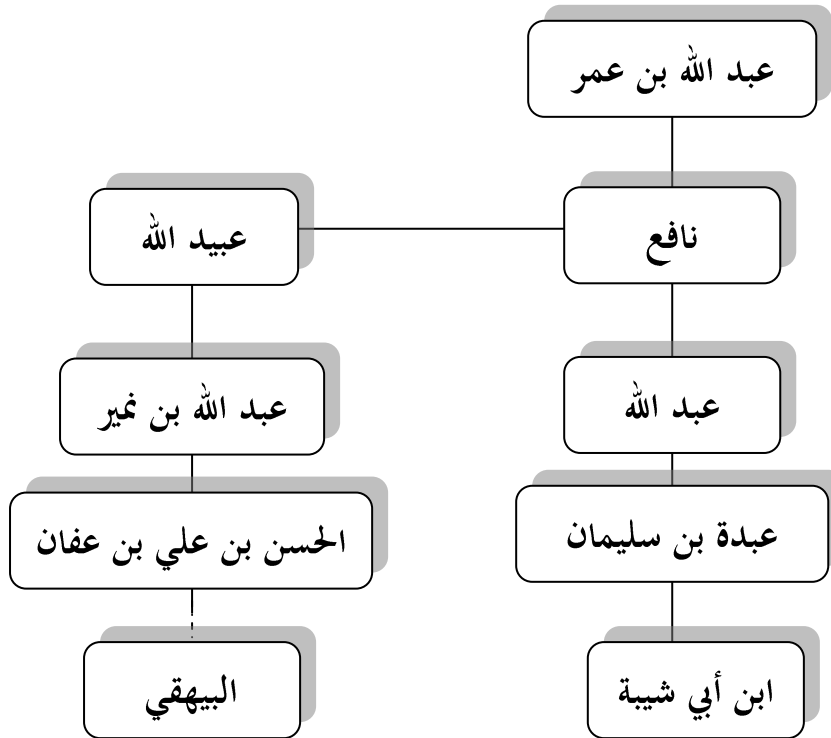 عبد الله بن عمر
نافع
عبيد الله
عبد الله
عبد الله بن نمير
عبدة بن سليمان
الحسن بن علي بن عفان
ابن أبي شيبة
البيهقي